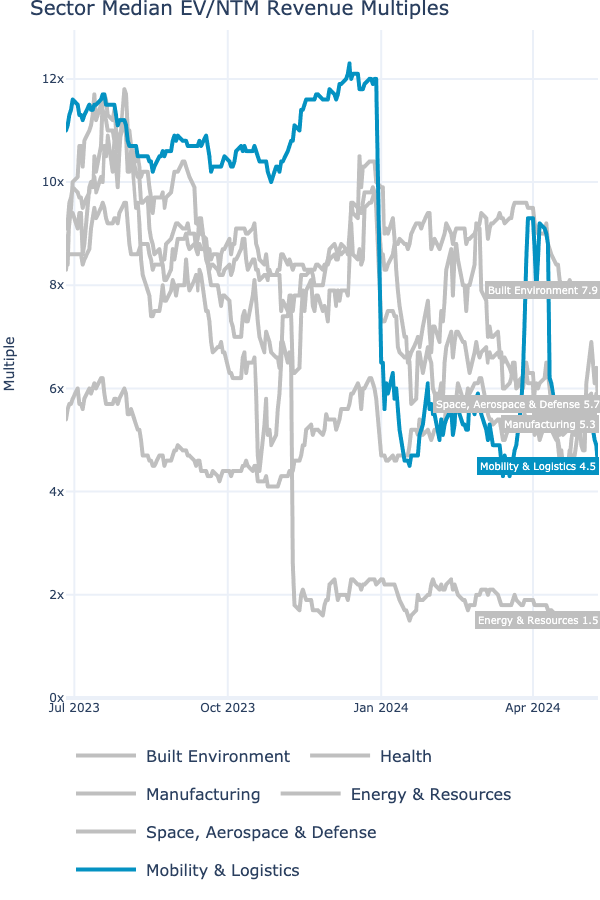 Sector Median EV/NTM Revenue Multiples
12x
10x
8x
6x
4x
2x
0x
Multiple
Built Environment 7.9
Space, Aerospace & Defense 5.7
Manufacturing 5.3
Mobility & Logistics 4.5
Energy & Resources 1.5
Jul 2023 Oct 2023 Jan 2024 Apr 2024
Built Environment Health
Manufacturing Energy & Resources
Space, Aerospace & Defense
Mobility & Logistics